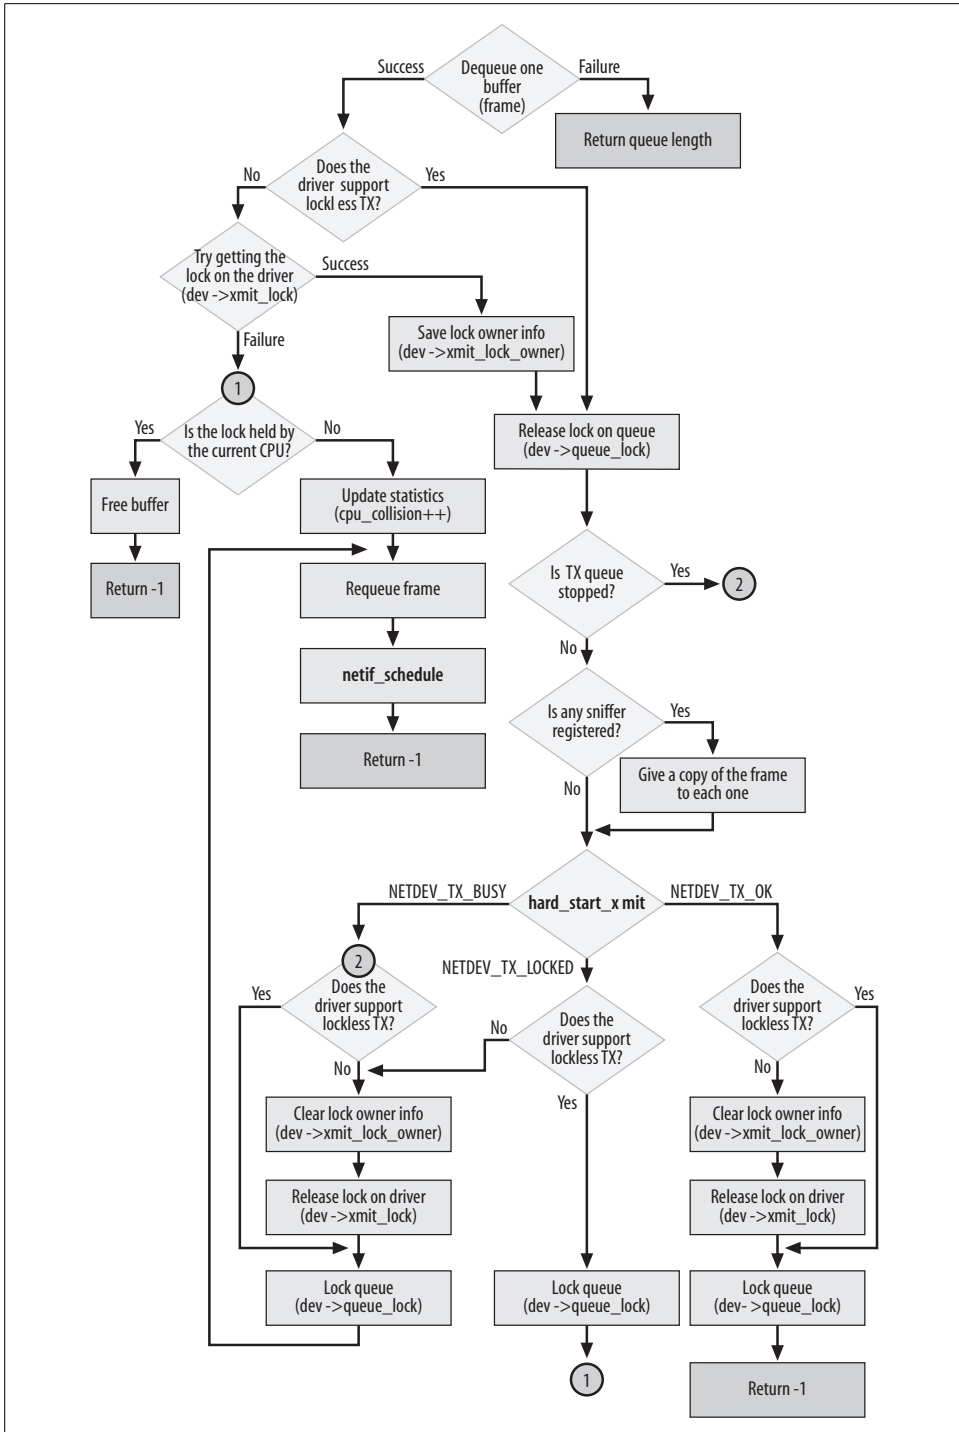 Success
Dequeue one
buffer
(frame)
Failure
Return queue length
No
Does the
driver support
lockl ess TX?
Yes
Try getting the
lock on the driver
(dev ->xmit_lock)
Success
Save lock owner info
(dev ->xmit_lock_owner)
Failure
1
Yes
Is the lock held by
the current CPU?
No
Release lock on queue
(dev ->queue_lock)
Free buffer
Update statistics
(cpu_collision++)
Return -1
Requeue frame
Is TX queue
stopped?
Yes
2
No
netif_schedule
Is any sniffer
registered?
Yes
Return -1
Give a copy of the frame
to each one
No
NETDEV_TX_BUSY
hard_start_x mit
NETDEV_TX_OK
2
NETDEV_TX_LOCKED
Yes
Does the
driver support
lockless TX?
No
No
Does the
driver support
lockless TX?
Yes
Does the
driver support
lockless TX?
Yes
No
Clear lock owner info
(dev ->xmit_lock_owner)
Clear lock owner info
(dev ->xmit_lock_owner)
Release lock on driver
(dev ->xmit_lock)
Release lock on driver
(dev ->xmit_lock)
Lock queue
(dev ->queue_lock)
Lock queue
(dev ->queue_lock)
Lock queue
(dev- >queue_lock)
1
Return -1